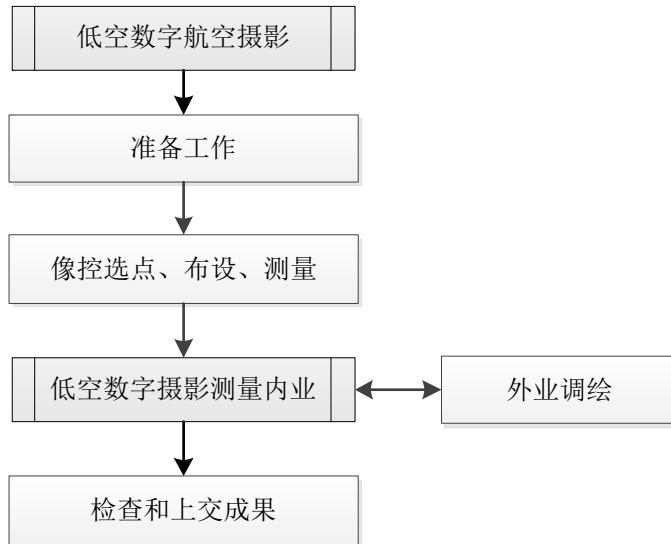 低空数字航空摄影
准备工作
像控选点、布设、测量
低空数字摄影测量内业
外业调绘
检查和上交成果